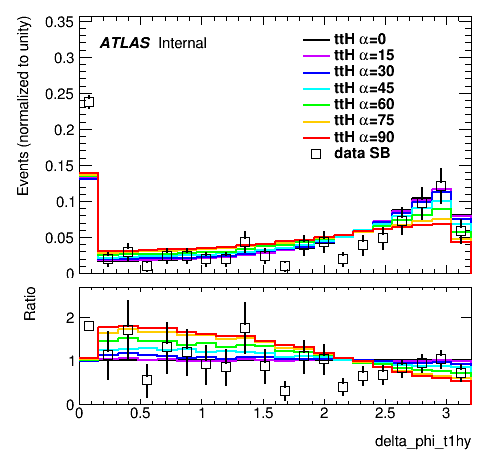 Events (normalized to unity)
0.35
0.3
0.25
0.2
0.15
0.1
0.05
0
ATLAS Internal
ttH α=0
ttH α=15
ttH α=30
ttH α=45
ttH α=60
ttH α=75
ttH α=90
data SB
Ratio
2
1
0
0 0.5 1 1.5 2 2.5 3
delta_phi_t1hy